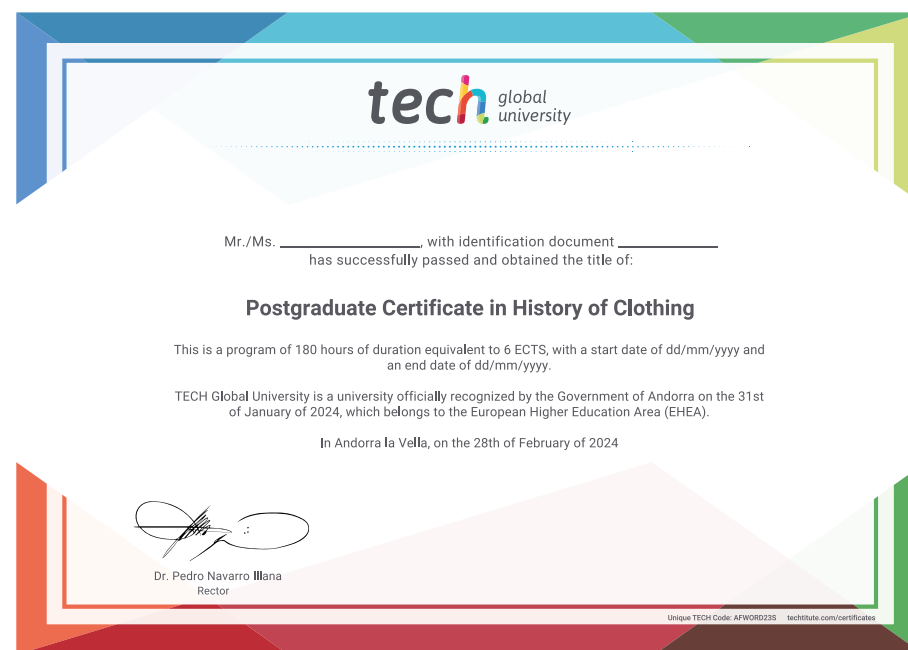 tech global university
Mr./Ms. ____________________, with identification document ______________
has successfully passed and obtained the title of:
Postgraduate Certificate in History of Clothing
This is a program of 180 hours of duration equivalent to 6 ECTS, with a start date of dd/mm/yyyy and
an end date of dd/mm/yyyy.
TECH Global University is a university officially recognized by the Government of Andorra on the 31st
of January of 2024, which belongs to the European Higher Education Area (EHEA).
In Andorra la Vella, on the 28th of February of 2024
Dr. Pedro Navarro Illana
Rector
Unique TECH Code: AFWORD23S techtitute.com/certificates